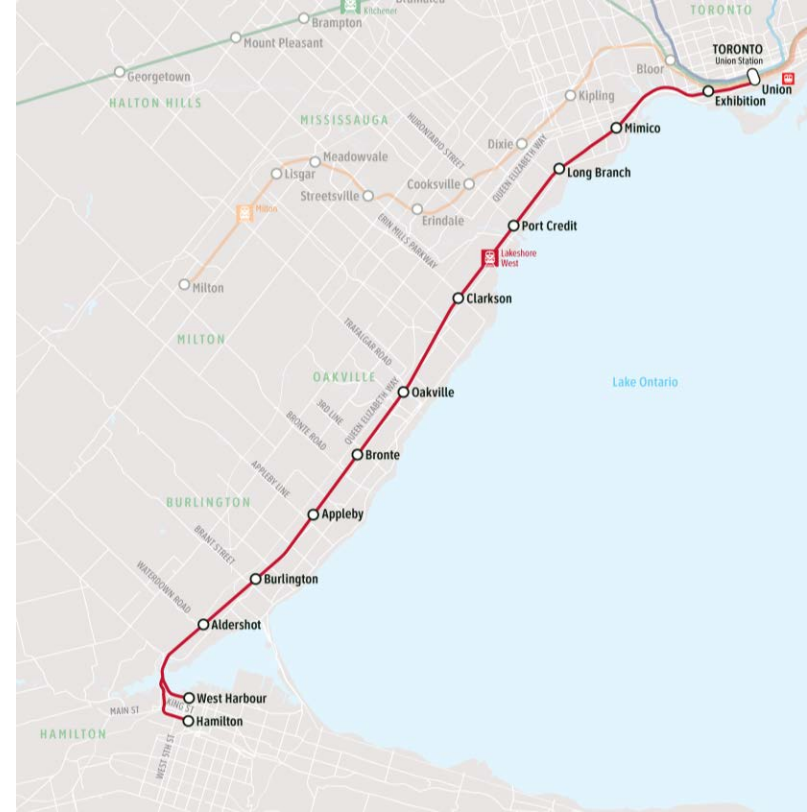 Bramalea
TORONTO
Kitchener
Brampton
Mount Pleasant
TORONTO
Union Station
Bloor
Georgetown
Union
Kipling
Exhibition
HALTON HILLS
MISSISSAUGA
HURONTARIO STREET
Mimico
Dixie
QUEEN ELIZABETH WAY
Meadowvale
Lisgar
Long Branch
Cooksville
Streetsville
Milton
Erindale
ERIN MILLS PARKWAY
Port Credit
Lakeshore
West
Milton
Clarkson
MILTON
TRAFALGAR ROAD
OAKVILLE
Lake Ontario
QUEEN ELIZABETH WAY
Oakville
3RD LINE
BRONTE ROAD
Bronte
APPLEBY LINE
BURLINGTON
Appleby
BRANT STREET
WATERDOWN ROAD
Burlington
Aldershot
West Harbour
MAIN ST
KING ST
Hamilton
HAMILTON
WEST 5TH ST